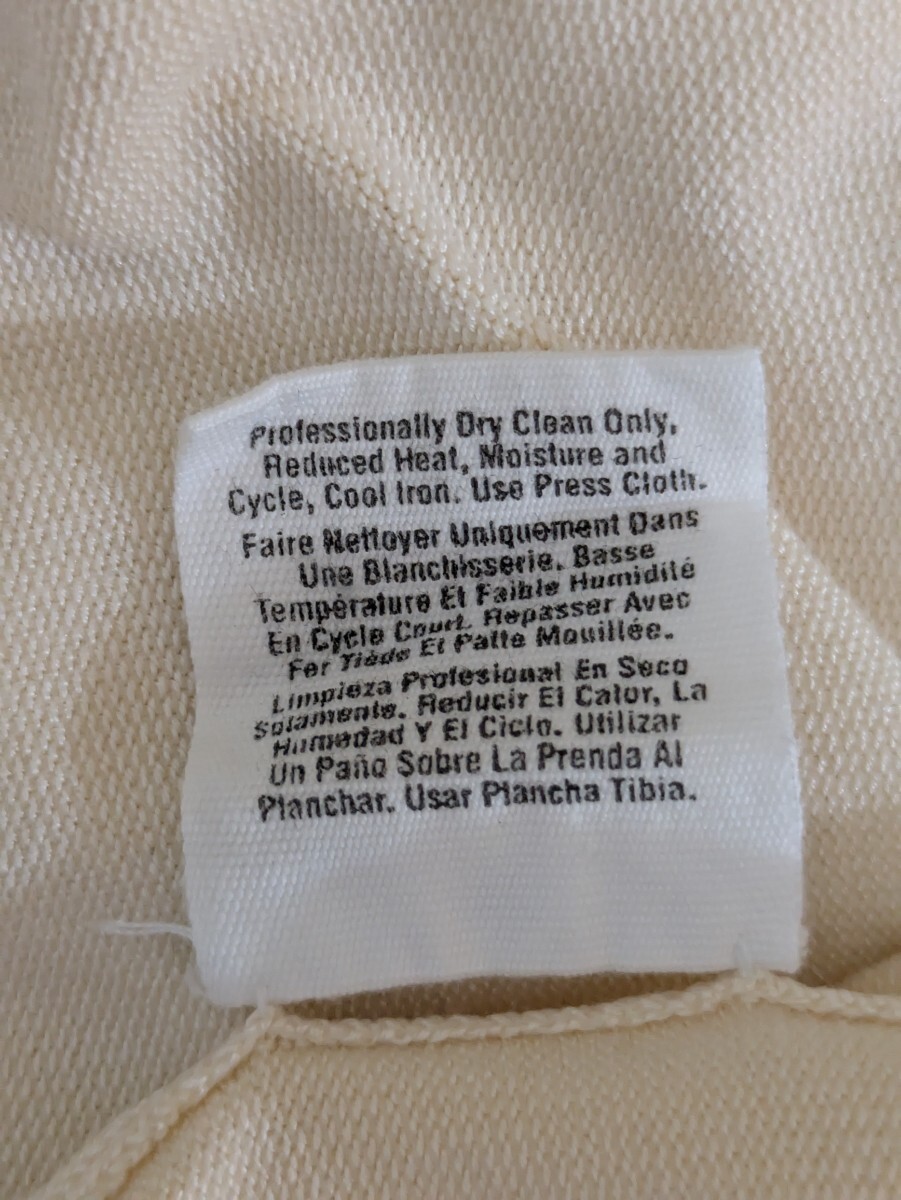 Professionally Dry Clean Only,
Reduced Heat, Moisture and
Cycle, Cool Iron. Use Press Cloth.
Faire Nettoyer Uniquement Dans
Une Blanchisserie. Basse
Température Et Faible Humidité
En Cycle Court. Repasser Avec
Fer Tiède Et Patte Mouillée.
Limpieza Profesional En Seco
Solamente. Reducir El Calor, La
Humedad Y El Ciclo. Utilizar
Un Paño Sobre La Prenda Al
Planchar. Usar Plancha Tibia.